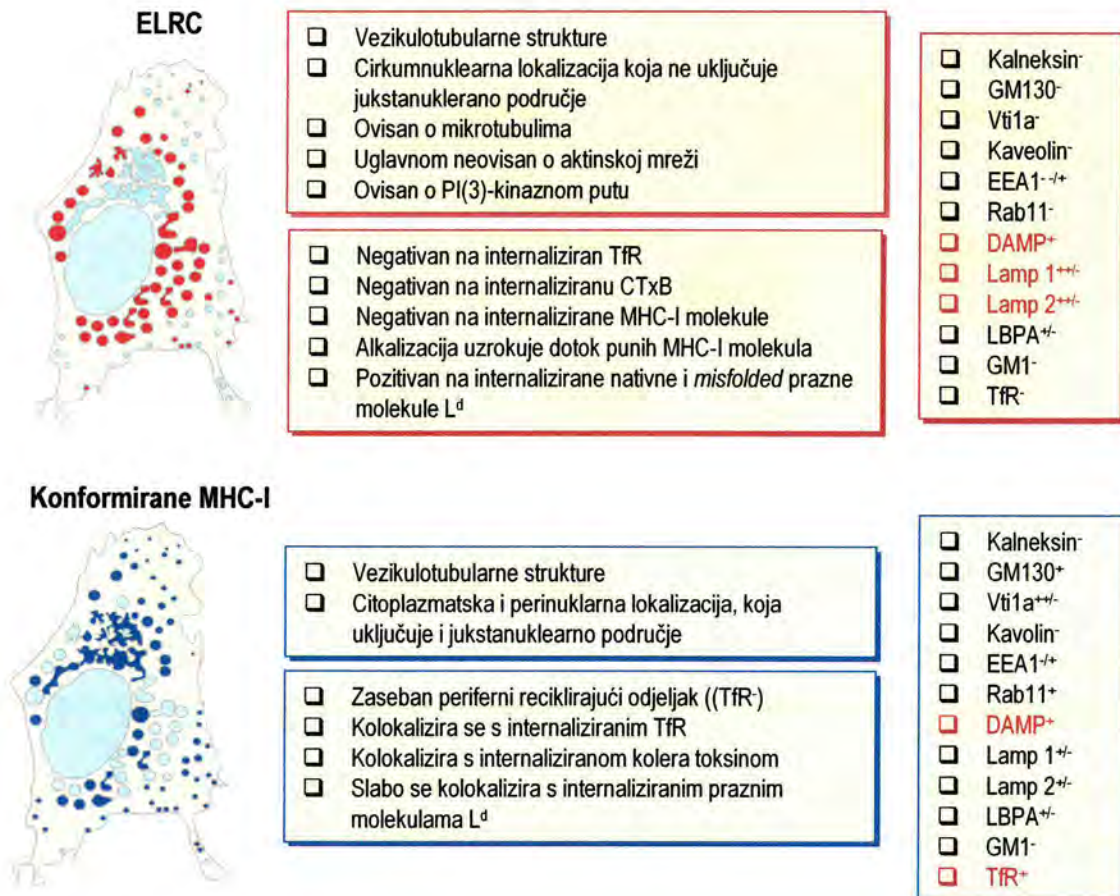 ELRC
❑ Vezikulotubularne strukture
❑ Cirkumnuklearna lokalizacija koja ne uključuje
jukstanuklerano područje
❑ Ovisan o mikrotubulima
❑ Uglavnom neovisan o aktinskoj mreži
❑ Ovisan o PI(3)-kinaznom putu
❑ Negativan na internaliziran TfR
❑ Negativan na internaliziranu CTxB
❑ Negativan na internalizirane MHC-I molekule
❑ Alkalizacija uzrokuje dotok punih MHC-I molekula
❑ Pozitivan na internalizirane nativne i misfolded prazne
molekule Lᵈ
❑ Kalneksin⁻
❑ GM130⁻
❑ Vti1a⁻
❑ Kaveolin⁻
❑ EEA1⁻⁻/⁺
❑ Rab11⁻
❑ DAMP⁺
❑ Lamp 1⁺⁺/⁻
❑ Lamp 2⁺⁺/⁻
❑ LBPA⁺/⁻
❑ GM1⁻
❑ TfR⁻
Konformirane MHC-I
❑ Vezikulotubularne strukture
❑ Citoplazmatska i perinuklarna lokalizacija, koja
uključuje i jukstanuklearno područje
❑ Zaseban periferni reciklirajući odjeljak ((TfR⁻)
❑ Kolokalizira se s internaliziranim TfR
❑ Kolokalizira s internaliziranom kolera toksinom
❑ Slabo se kolokalizira s internaliziranim praznim
molekulama Lᵈ
❑ Kalneksin⁻
❑ GM130⁺
❑ Vti1a⁺⁺/⁻
❑ Kavolin⁻
❑ EEA1⁻/⁺
❑ Rab11⁺
❑ DAMP⁺
❑ Lamp 1⁺/⁻
❑ Lamp 2⁺/⁻
❑ LBPA⁺/⁻
❑ GM1⁻
❑ TfR⁺